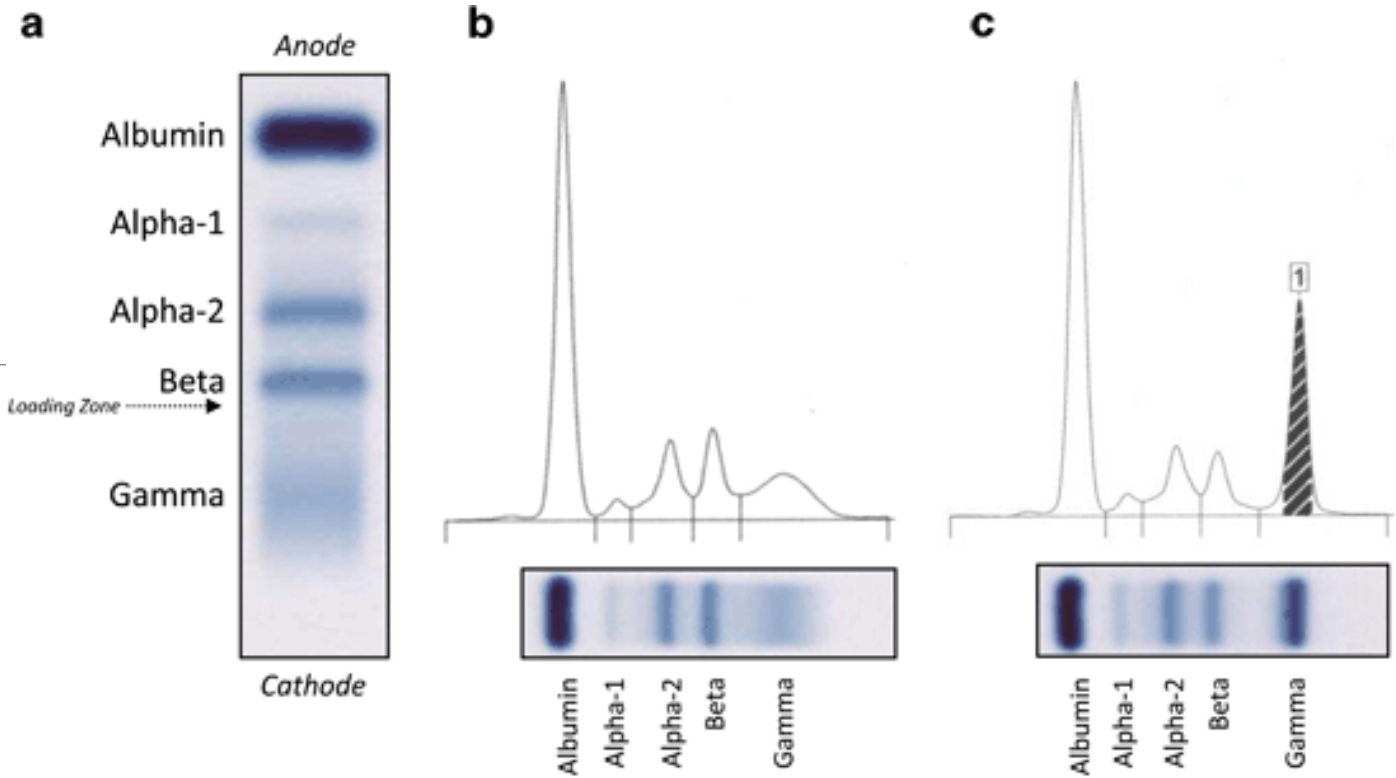 a
Anode
Albumin
Alpha-1
Alpha-2
Beta
Loading Zone
Gamma
Cathode
b
Albumin
Alpha-1
Alpha-2
Beta
Gamma
c
1
Albumin
Alpha-1
Alpha-2
Beta
Gamma